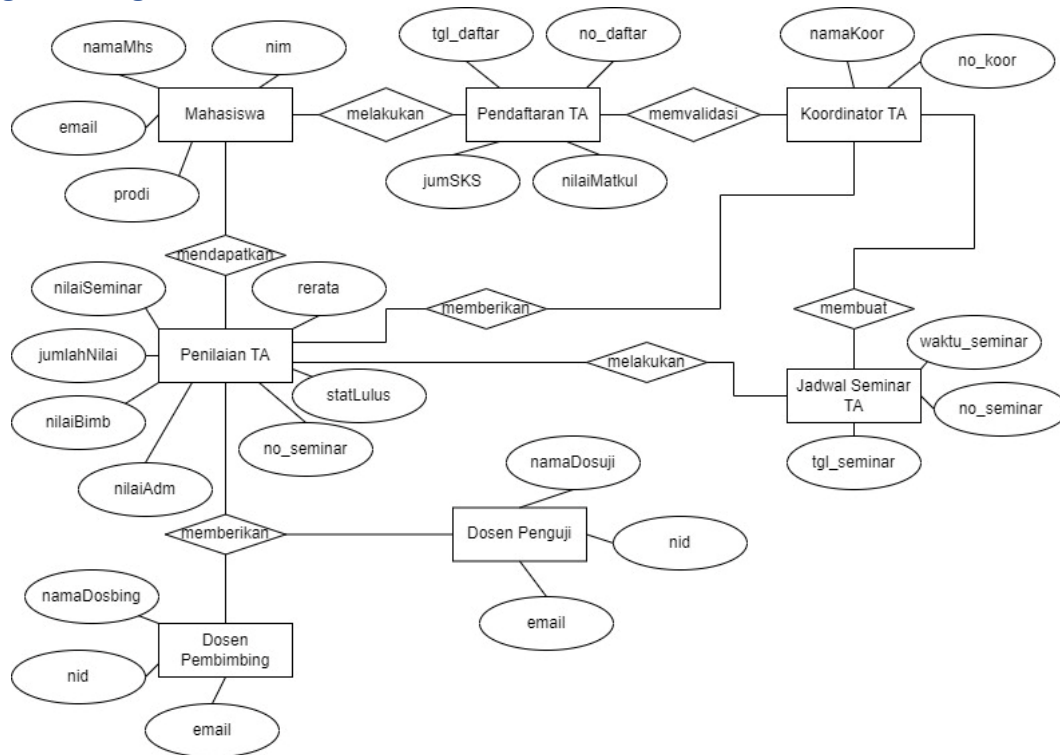 namaMhs
nim
tgl_daftar
no_daftar
namaKoor
no_koor
Mahasiswa
melakukan
Pendaftaran TA
memvalidasi
Koordinator TA
email
prodi
jumSKS
nilaiMatkul
mendapatkan
nilaiSeminar
rerata
memberikan
membuat
jumlahNilai
Penilaian TA
melakukan
waktu_seminar
statLulus
Jadwal Seminar
TA
no_seminar
nilaiBimb
no_seminar
tgl_seminar
nilaiAdm
namaDosuji
memberikan
Dosen Penguji
nid
namaDosbing
email
Dosen
Pembimbing
nid
email